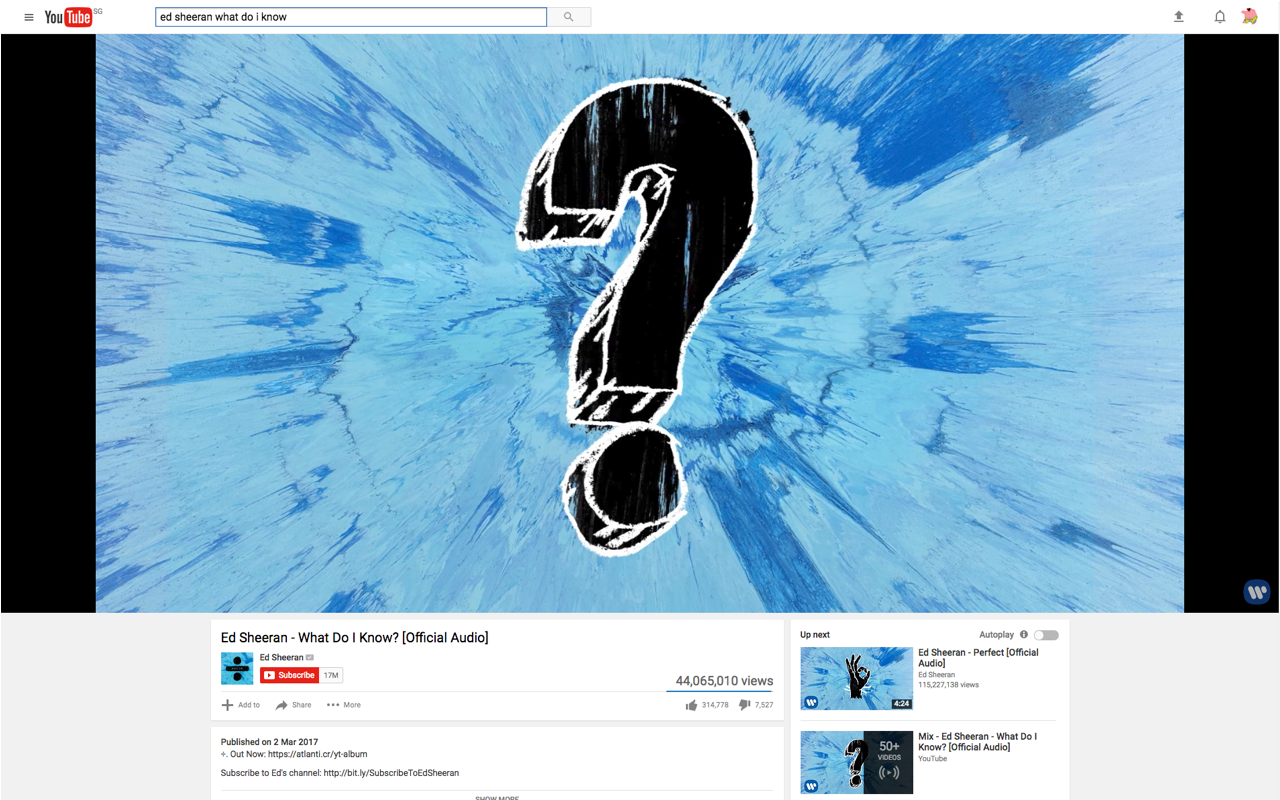 YouTube SG
ed sheeran what do i know
Ed Sheeran - What Do I Know? [Official Audio]
Ed Sheeran
Subscribe 17M
44,065,010 views
Add to Share More 314,778 7,527
Published on 2 Mar 2017
÷. Out Now: https://atlanti.cr/yt-album
Subscribe to Ed's channel: http://bit.ly/SubscribeToEdSheeran
SHOW MORE
Up next Autoplay
Ed Sheeran - Perfect [Official
Audio]
Ed Sheeran
115,227,138 views
4:24
Mix - Ed Sheeran - What Do I
Know? [Official Audio]
YouTube
50+
VIDEOS